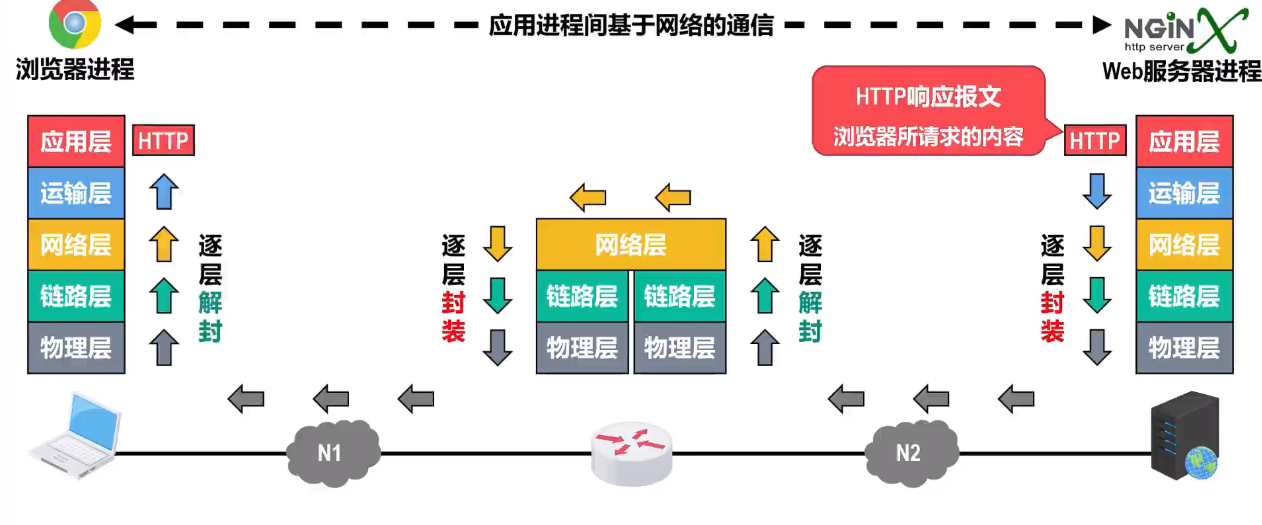 应用进程间基于网络的通信
NGiNX
http server
浏览器进程
Web服务器进程
HTTP响应报文
浏览器所请求的内容
应用层
HTTP
HTTP
应用层
运输层
运输层
网络层
逐层解封
逐层封装
网络层
逐层解封
逐层封装
网络层
链路层
链路层
链路层
链路层
物理层
物理层
物理层
物理层
N1
N2